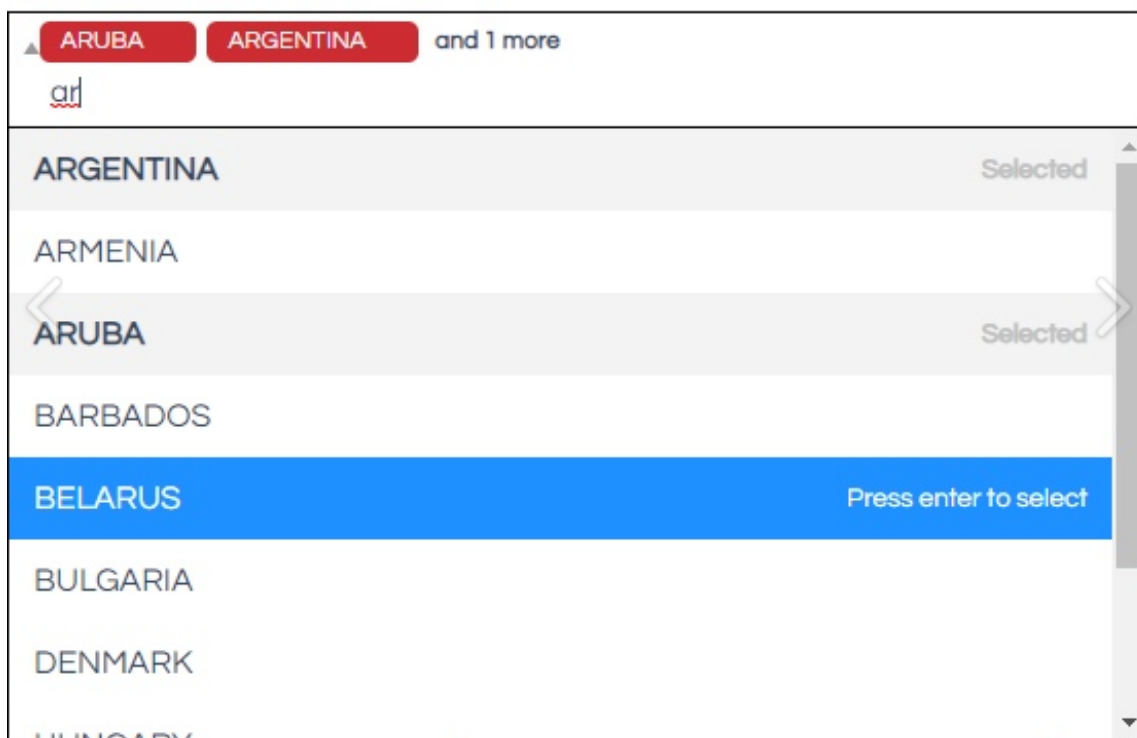 ARUBA ARGENTINA and 1 more
ar
ARGENTINA Selected
ARMENIA
ARUBA Selected
BARBADOS
BELARUS Press enter to select
BULGARIA
DENMARK
HUNGARY